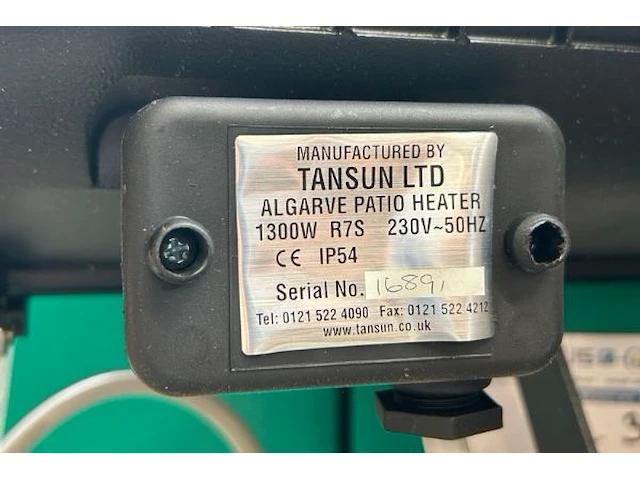 MANUFACTURED BY
TANSUN LTD
ALGARVE PATIO HEATER
1300W R7S 230V~50HZ
CE IP54
Serial No. 16891
Tel: 0121 522 4090 Fax: 0121 522 4212
www.tansun.co.uk